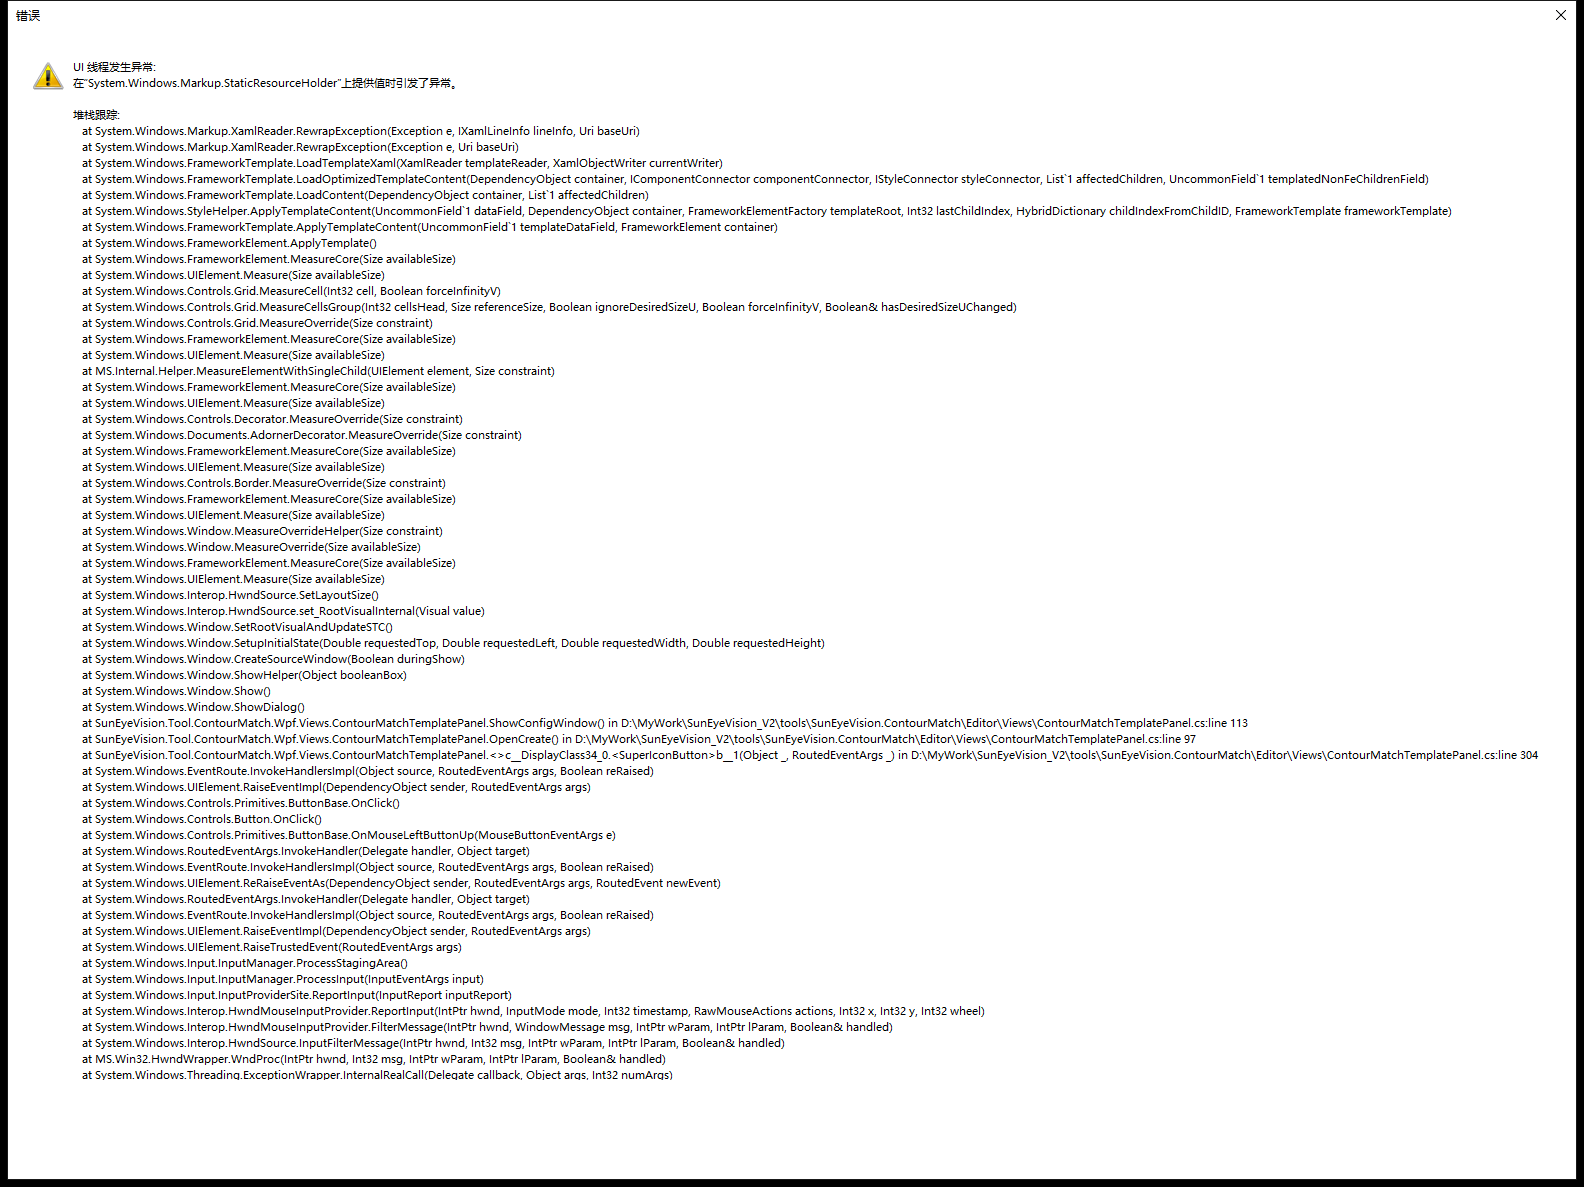 错误
UI 线程发生异常:
在"System.Windows.Markup.StaticResourceHolder"上提供值时引发了异常。
堆栈跟踪:
at System.Windows.Markup.XamlReader.RewrapException(Exception e, IXamlLineInfo lineInfo, Uri baseUri)
at System.Windows.Markup.XamlReader.RewrapException(Exception e, Uri baseUri)
at System.Windows.FrameworkTemplate.LoadTemplateXaml(XamlReader templateReader, XamlObjectWriter currentWriter)
at System.Windows.FrameworkTemplate.LoadOptimizedTemplateContent(DependencyObject container, IComponentConnector componentConnector, IStyleConnector styleConnector, List`1 affectedChildren, UncommonField`1 templatedNonFeChildrenField)
at System.Windows.FrameworkTemplate.LoadContent(DependencyObject container, List`1 affectedChildren)
at System.Windows.StyleHelper.ApplyTemplateContent(UncommonField`1 dataField, DependencyObject container, FrameworkElementFactory templateRoot, Int32 lastChildIndex, HybridDictionary childIndexFromChildID, FrameworkTemplate frameworkTemplate)
at System.Windows.FrameworkTemplate.ApplyTemplateContent(UncommonField`1 templateDataField, FrameworkElement container)
at System.Windows.FrameworkElement.ApplyTemplate()
at System.Windows.FrameworkElement.MeasureCore(Size availableSize)
at System.Windows.UIElement.Measure(Size availableSize)
at System.Windows.Controls.Grid.MeasureCell(Int32 cell, Boolean forceInfinityV)
at System.Windows.Controls.Grid.MeasureCellsGroup(Int32 cellsHead, Size referenceSize, Boolean ignoreDesiredSizeU, Boolean forceInfinityV, Boolean& hasDesiredSizeUChanged)
at System.Windows.Controls.Grid.MeasureOverride(Size constraint)
at System.Windows.FrameworkElement.MeasureCore(Size availableSize)
at System.Windows.UIElement.Measure(Size availableSize)
at MS.Internal.Helper.MeasureElementWithSingleChild(UIElement element, Size constraint)
at System.Windows.FrameworkElement.MeasureCore(Size availableSize)
at System.Windows.UIElement.Measure(Size availableSize)
at System.Windows.Controls.Decorator.MeasureOverride(Size constraint)
at System.Windows.Documents.AdornerDecorator.MeasureOverride(Size constraint)
at System.Windows.FrameworkElement.MeasureCore(Size availableSize)
at System.Windows.UIElement.Measure(Size availableSize)
at System.Windows.Controls.Border.MeasureOverride(Size constraint)
at System.Windows.FrameworkElement.MeasureCore(Size availableSize)
at System.Windows.UIElement.Measure(Size availableSize)
at System.Windows.Window.MeasureOverrideHelper(Size constraint)
at System.Windows.Window.MeasureOverride(Size availableSize)
at System.Windows.FrameworkElement.MeasureCore(Size availableSize)
at System.Windows.UIElement.Measure(Size availableSize)
at System.Windows.Interop.HwndSource.SetLayoutSize()
at System.Windows.Interop.HwndSource.set_RootVisualInternal(Visual value)
at System.Windows.Window.SetRootVisualAndUpdateSTC()
at System.Windows.Window.SetupInitialState(Double requestedTop, Double requestedLeft, Double requestedWidth, Double requestedHeight)
at System.Windows.Window.CreateSourceWindow(Boolean duringShow)
at System.Windows.Window.ShowHelper(Object booleanBox)
at System.Windows.Window.Show()
at System.Windows.Window.ShowDialog()
at SunEyeVision.Tool.ContourMatch.Wpf.Views.ContourMatchTemplatePanel.ShowConfigWindow() in D:\MyWork\SunEyeVision_V2\tools\SunEyeVision.ContourMatch\Editor\Views\ContourMatchTemplatePanel.cs:line 113
at SunEyeVision.Tool.ContourMatch.Wpf.Views.ContourMatchTemplatePanel.OpenCreate() in D:\MyWork\SunEyeVision_V2\tools\SunEyeVision.ContourMatch\Editor\Views\ContourMatchTemplatePanel.cs:line 97
at SunEyeVision.Tool.ContourMatch.Wpf.Views.ContourMatchTemplatePanel.<>c__DisplayClass34_0.<SuperIconButton>b__1(Object _, RoutedEventArgs _) in D:\MyWork\SunEyeVision_V2\tools\SunEyeVision.ContourMatch\Editor\Views\ContourMatchTemplatePanel.cs:line 304
at System.Windows.EventRoute.InvokeHandlersImpl(Object source, RoutedEventArgs args, Boolean reRaised)
at System.Windows.UIElement.RaiseEventImpl(DependencyObject sender, RoutedEventArgs args)
at System.Windows.Controls.Primitives.ButtonBase.OnClick()
at System.Windows.Controls.Button.OnClick()
at System.Windows.Controls.Primitives.ButtonBase.OnMouseLeftButtonUp(MouseButtonEventArgs e)
at System.Windows.RoutedEventArgs.InvokeHandler(Delegate handler, Object target)
at System.Windows.EventRoute.InvokeHandlersImpl(Object source, RoutedEventArgs args, Boolean reRaised)
at System.Windows.UIElement.ReRaiseEventAs(DependencyObject sender, RoutedEventArgs args, RoutedEvent newEvent)
at System.Windows.RoutedEventArgs.InvokeHandler(Delegate handler, Object target)
at System.Windows.EventRoute.InvokeHandlersImpl(Object source, RoutedEventArgs args, Boolean reRaised)
at System.Windows.UIElement.RaiseEventImpl(DependencyObject sender, RoutedEventArgs args)
at System.Windows.UIElement.RaiseTrustedEvent(RoutedEventArgs args)
at System.Windows.Input.InputManager.ProcessStagingArea()
at System.Windows.Input.InputManager.ProcessInput(InputEventArgs input)
at System.Windows.Input.InputProviderSite.ReportInput(InputReport inputReport)
at System.Windows.Interop.HwndMouseInputProvider.ReportInput(IntPtr hwnd, InputMode mode, Int32 timestamp, RawMouseActions actions, Int32 x, Int32 y, Int32 wheel)
at System.Windows.Interop.HwndMouseInputProvider.FilterMessage(IntPtr hwnd, WindowMessage msg, IntPtr wParam, IntPtr lParam, Boolean& handled)
at System.Windows.Interop.HwndSource.InputFilterMessage(IntPtr hwnd, Int32 msg, IntPtr wParam, IntPtr lParam, Boolean& handled)
at MS.Win32.HwndWrapper.WndProc(IntPtr hwnd, Int32 msg, IntPtr wParam, IntPtr lParam, Boolean& handled)
at System.Windows.Threading.ExceptionWrapper.InternalRealCall(Delegate callback, Object args, Int32 numArgs)